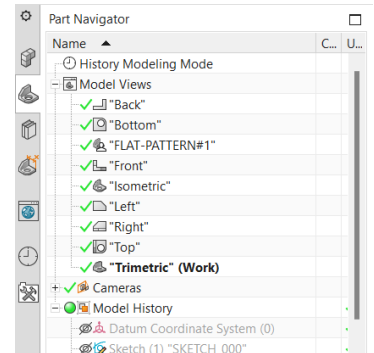 Part Navigator
Name C... U...
History Modeling Mode
Model Views
"Back"
"Bottom"
"FLAT-PATTERN#1"
"Front"
"Isometric"
"Left"
"Right"
"Top"
"Trimetric" (Work)
Cameras
Model History
Datum Coordinate System (0)
Sketch (1) "SKETCH_000"